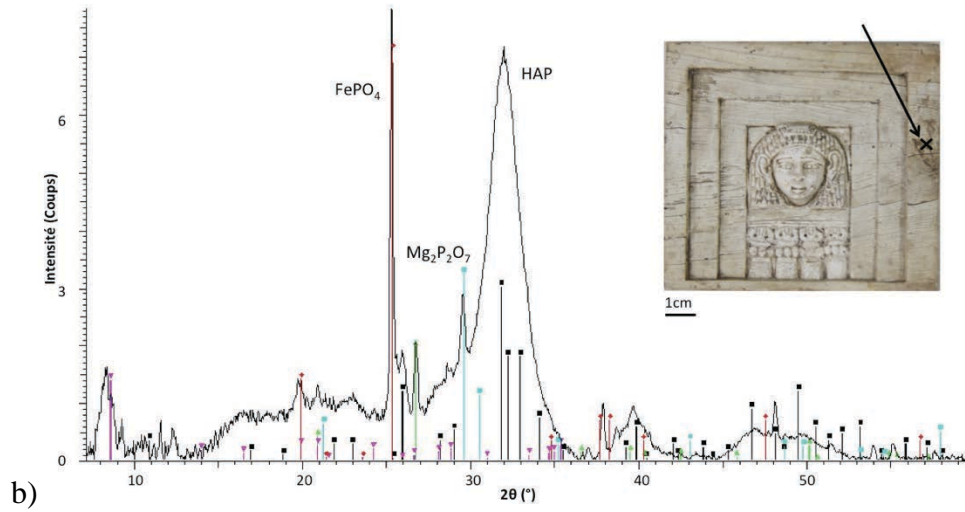 FePO₄
HAP
Mg₂P₂O₇
Intensité (Coups)
6
3
0
10
20
30
40
50
2θ (°)
1cm
b)